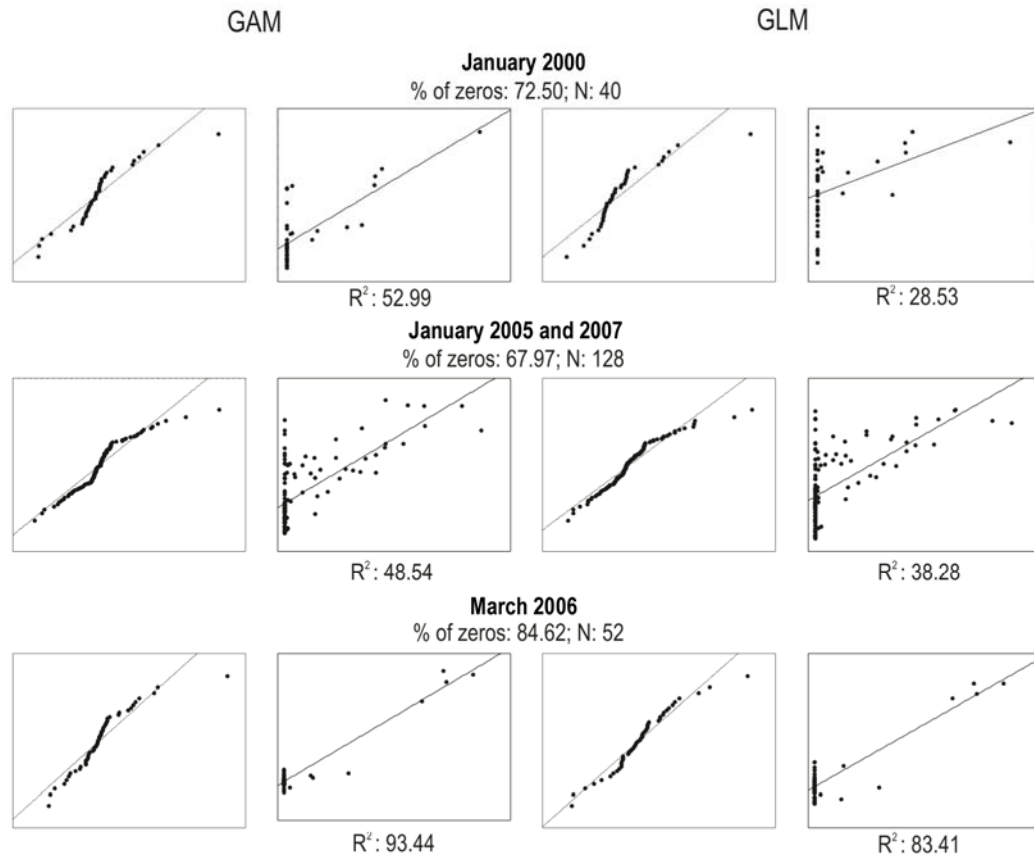 GAM
GLM
January 2000
% of zeros: 72.50; N: 40
R²: 52.99
R²: 28.53
January 2005 and 2007
% of zeros: 67.97; N: 128
R²: 48.54
R²: 38.28
March 2006
% of zeros: 84.62; N: 52
R²: 93.44
R²: 83.41